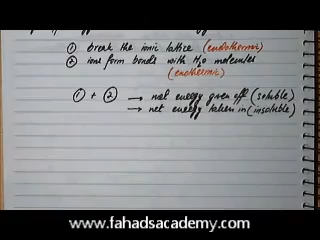 ① break the ionic lattice (endothermic)
② ions form bonds with H₂O molecules
(exothermic)
① + ② → net energy given off (soluble)
→ net energy taken in (insoluble)
www.fahadsacademy.com